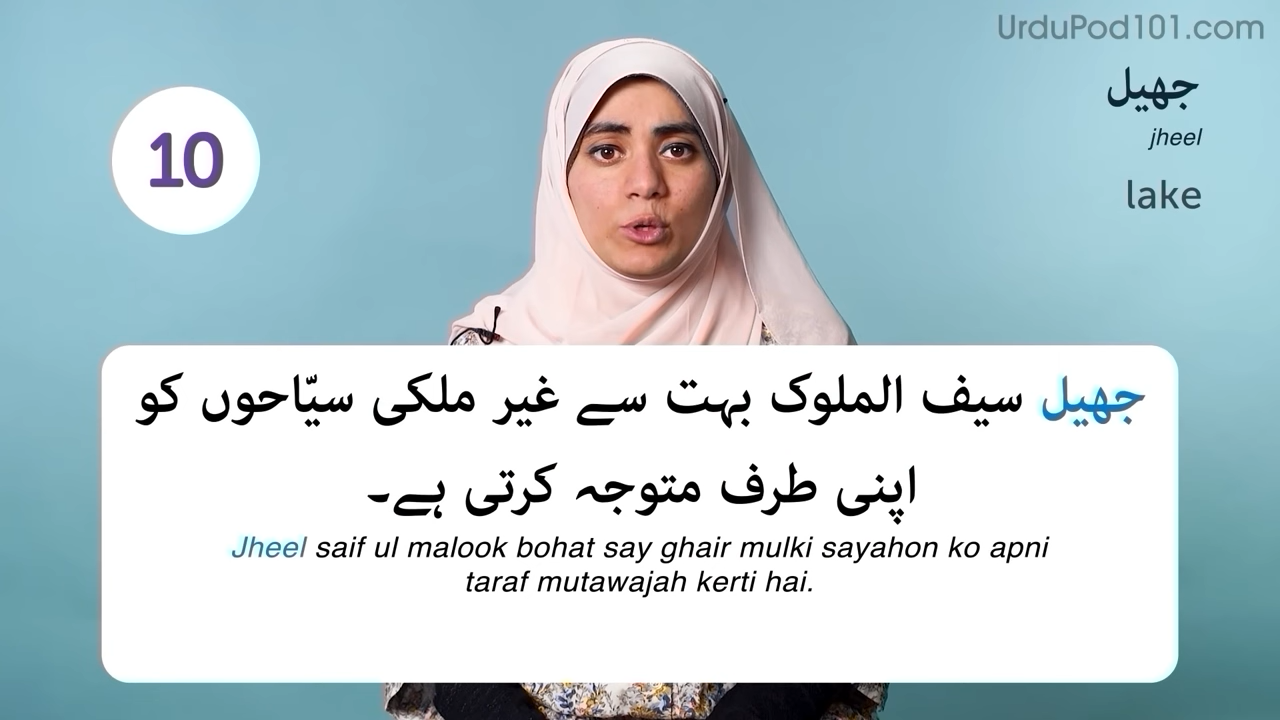 UrduPod101.com
10
جھیل
jheel
lake
جھیل سیف الملوک بہت سے غیر ملکی سیّاحوں کو
اپنی طرف متوجہ کرتی ہے۔
Jheel saif ul malook bohat say ghair mulki sayahon ko apni
taraf mutawajah kerti hai.